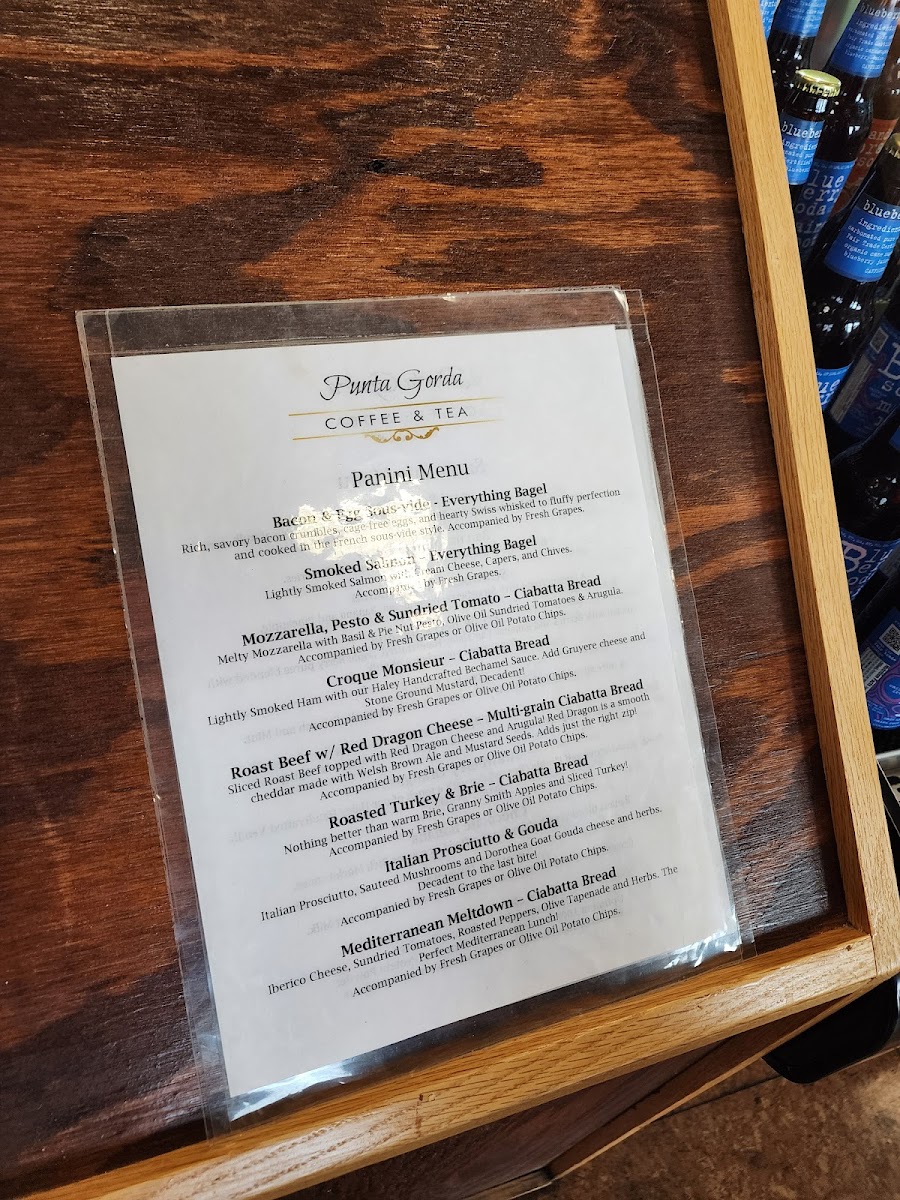 Punta Gorda
COFFEE & TEA
Panini Menu
Bacon & Egg Sous-vide - Everything Bagel
Rich, savory bacon crumbles, cage-free eggs, and hearty Swiss whisked to fluffy perfection
and cooked in the French sous-vide style. Accompanied by Fresh Grapes.
Smoked Salmon - Everything Bagel
Lightly Smoked Salmon with Cream Cheese, Capers, and Chives.
Accompanied by Fresh Grapes.
Mozzarella, Pesto & Sundried Tomato – Ciabatta Bread
Melty Mozzarella with Basil & Pie Nut Pesto, Olive Oil Sundried Tomatoes & Arugula.
Accompanied by Fresh Grapes or Olive Oil Potato Chips.
Croque Monsieur – Ciabatta Bread
Lightly Smoked Ham with our Haley Handcrafted Bechamel Sauce. Add Gruyere cheese and
Stone Ground Mustard, Decadent!
Accompanied by Fresh Grapes or Olive Oil Potato Chips.
Roast Beef w/ Red Dragon Cheese – Multi-grain Ciabatta Bread
Sliced Roast Beef topped with Red Dragon Cheese and Arugula! Red Dragon is a smooth
cheddar made with Welsh Brown Ale and Mustard Seeds. Adds just the right zip!
Accompanied by Fresh Grapes or Olive Oil Potato Chips.
Roasted Turkey & Brie – Ciabatta Bread
Nothing better than warm Brie, Granny Smith Apples and Sliced Turkey!
Accompanied by Fresh Grapes or Olive Oil Potato Chips.
Italian Prosciutto & Gouda
Italian Prosciutto, Sauteed Mushrooms and Dorothea Goat Gouda cheese and herbs.
Decadent to the last bite!
Accompanied by Fresh Grapes or Olive Oil Potato Chips.
Mediterranean Meltdown – Ciabatta Bread
Iberico Cheese, Sundried Tomatoes, Roasted Peppers, Olive Tapenade and Herbs. The
Perfect Mediterranean Lunch!
Accompanied by Fresh Grapes or Olive Oil Potato Chips.